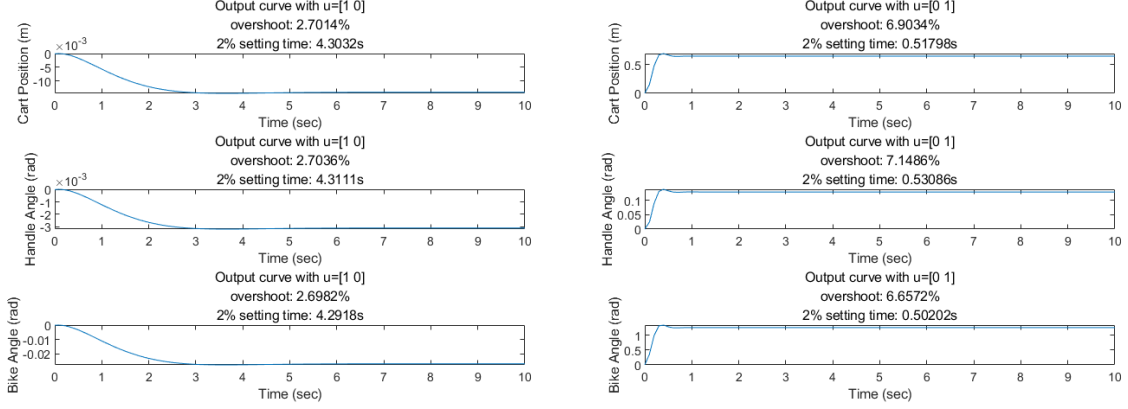 Output curve with u=[1 0]
overshoot: 2.7014%
2% setting time: 4.3032s
×10-3
Cart Position (m)
0
-5
-10
0 1 2 3 4 5 6 7 8 9 10
Time (sec)
Output curve with u=[1 0]
overshoot: 2.7036%
2% setting time: 4.3111s
×10-3
Handle Angle (rad)
0
-1
-2
-3
0 1 2 3 4 5 6 7 8 9 10
Time (sec)
Output curve with u=[1 0]
overshoot: 2.6982%
2% setting time: 4.2918s
Bike Angle (rad)
0
-0.01
-0.02
0 1 2 3 4 5 6 7 8 9 10
Time (sec)
Output curve with u=[0 1]
overshoot: 6.9034%
2% setting time: 0.51798s
Cart Position (m)
0.5
0
0 1 2 3 4 5 6 7 8 9 10
Time (sec)
Output curve with u=[0 1]
overshoot: 7.1486%
2% setting time: 0.53086s
Handle Angle (rad)
0.1
0.05
0
0 1 2 3 4 5 6 7 8 9 10
Time (sec)
Output curve with u=[0 1]
overshoot: 6.6572%
2% setting time: 0.50202s
Bike Angle (rad)
1
0.5
0
0 1 2 3 4 5 6 7 8 9 10
Time (sec)